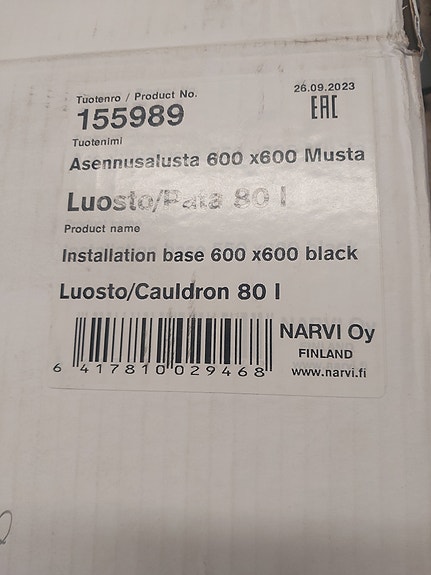 Tuotenro / Product No.
26.09.2023
155989
EAC
Tuotenimi
Asennusalusta 600 x600 Musta
Luosto/Pata 80 l
Product name
Installation base 600 x600 black
Luosto/Cauldron 80 l
NARVI Oy
FINLAND
www.narvi.fi
6 417810 029468